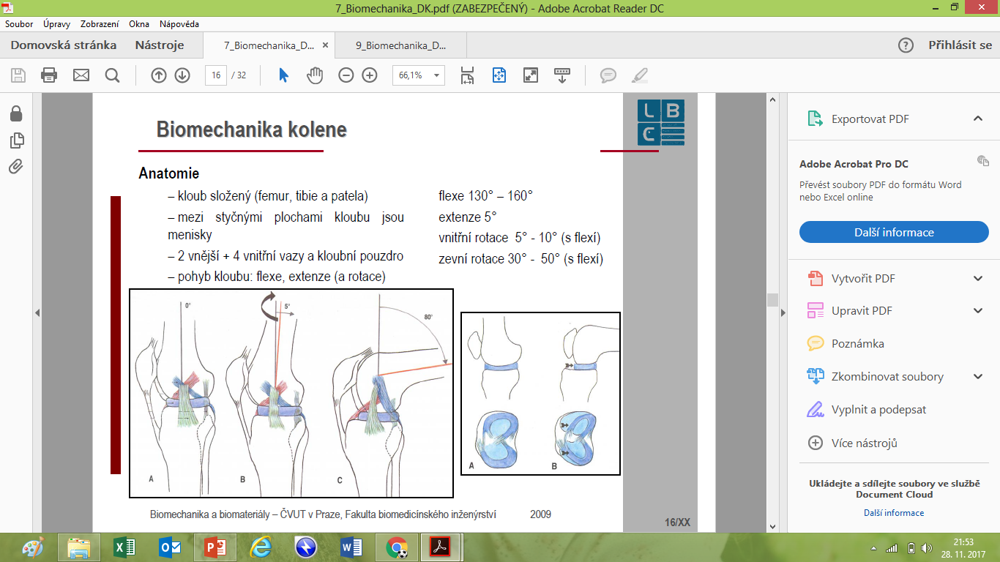 7_Biomechanika_DK.pdf (ZABEZPEČENÝ) - Adobe Acrobat Reader DC
Soubor Úpravy Zobrazení Okna Nápověda
Domovská stránka Nástroje 7_Biomechanika_D... × 9_Biomechanika_D... ? Přihlásit se
16 / 32 66,1%
L B
C
Biomechanika kolene
Anatomie
– kloub složený (femur, tibie a patela)
– mezi styčnými plochami kloubu jsou
menisky
– 2 vnější + 4 vnitřní vazy a kloubní pouzdro
– pohyb kloubu: flexe, extenze (a rotace)
flexe 130° – 160°
extenze 5°
vnitřní rotace 5° - 10° (s flexí)
zevní rotace 30° - 50° (s flexí)
0°
5°
80°
A B C
A B
Biomechanika a biomateriály – ČVUT v Praze, Fakulta biomedicínského inženýrství 2009
16/XX
Exportovat PDF
Adobe Acrobat Pro DC
Převést soubory PDF do formátu Word
nebo Excel online
Další informace
Vytvořit PDF
Upravit PDF
Poznámka
Zkombinovat soubory
Vyplnit a podepsat
Více nástrojů
Ukládejte a sdílejte soubory ve službě
Document Cloud
Další informace
21:53
28. 11. 2017